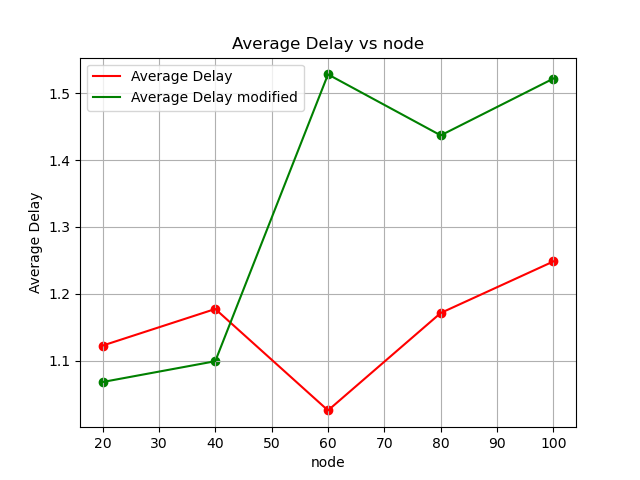 Average Delay vs node
Average Delay
Average Delay modified
1.5
1.4
1.3
1.2
1.1
Average Delay
20 30 40 50 60 70 80 90 100
node